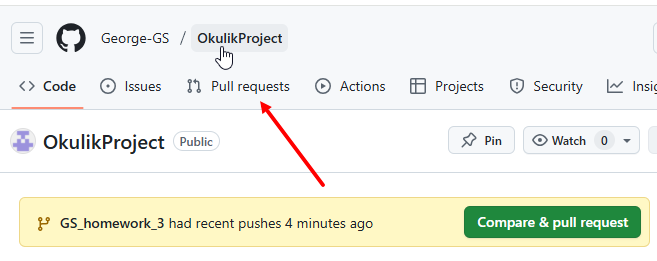 George-GS / OkulikProject
Code Issues Pull requests Actions Projects Security Insig
OkulikProject Public Pin Watch 0
GS_homework_3 had recent pushes 4 minutes ago Compare & pull request